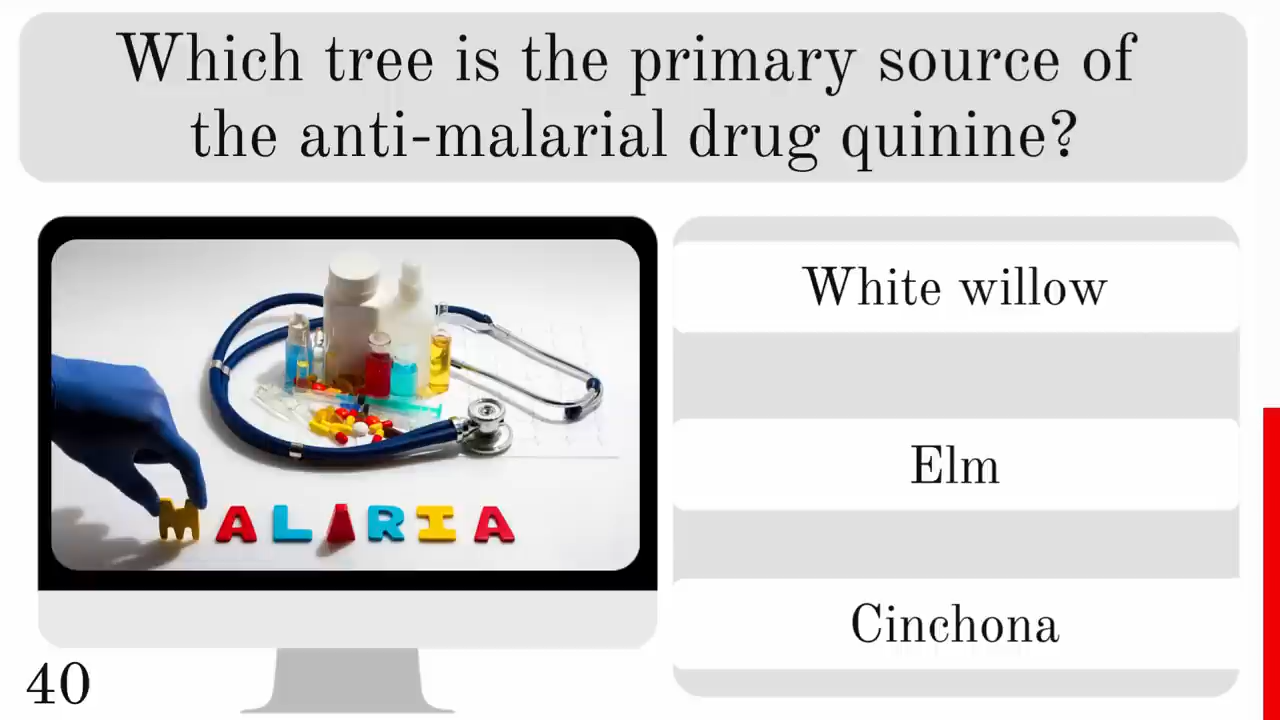 Which tree is the primary source of
the anti-malarial drug quinine?
White willow
MALARIA
Elm
Cinchona
40